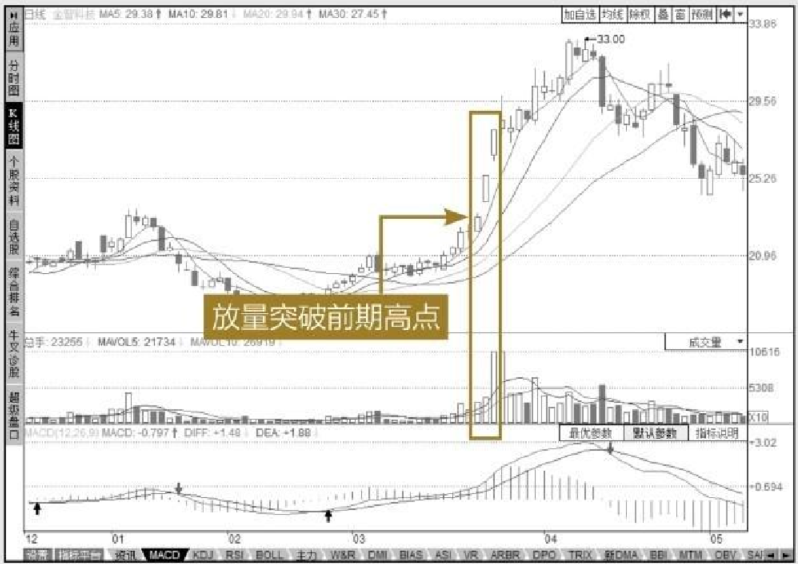 日线 金智科技 MA5: 29.38↑ MA10: 29.81↓ MA20: 29.94↑ MA30: 27.45↑
加自选 均线 除权 叠 富 预测
应用
分时图
K线图
个股资料
自选股
综合排名
牛叉诊股
超级盘口
33.85
33.00
29.56
25.26
20.96
放量突破前期高点
总手: 23255↓ MAVOL5: 21734↓ MAVOL10: 26919↓
成交量
10616
5308
X10
MACD(12,26,9) MACD: -0.797↑ DIFF: +1.48↓ DEA: +1.88↓
最优参数 默认参数 指标说明
+3.02
+0.594
12 01 02 03 04 05
设置 指标平台 资讯 MACD KDJ RSI BOLL 主力 W&R DMI BIAS ASI VR ARBR DPO TRIX 新DMA BBI MTM OBV SA